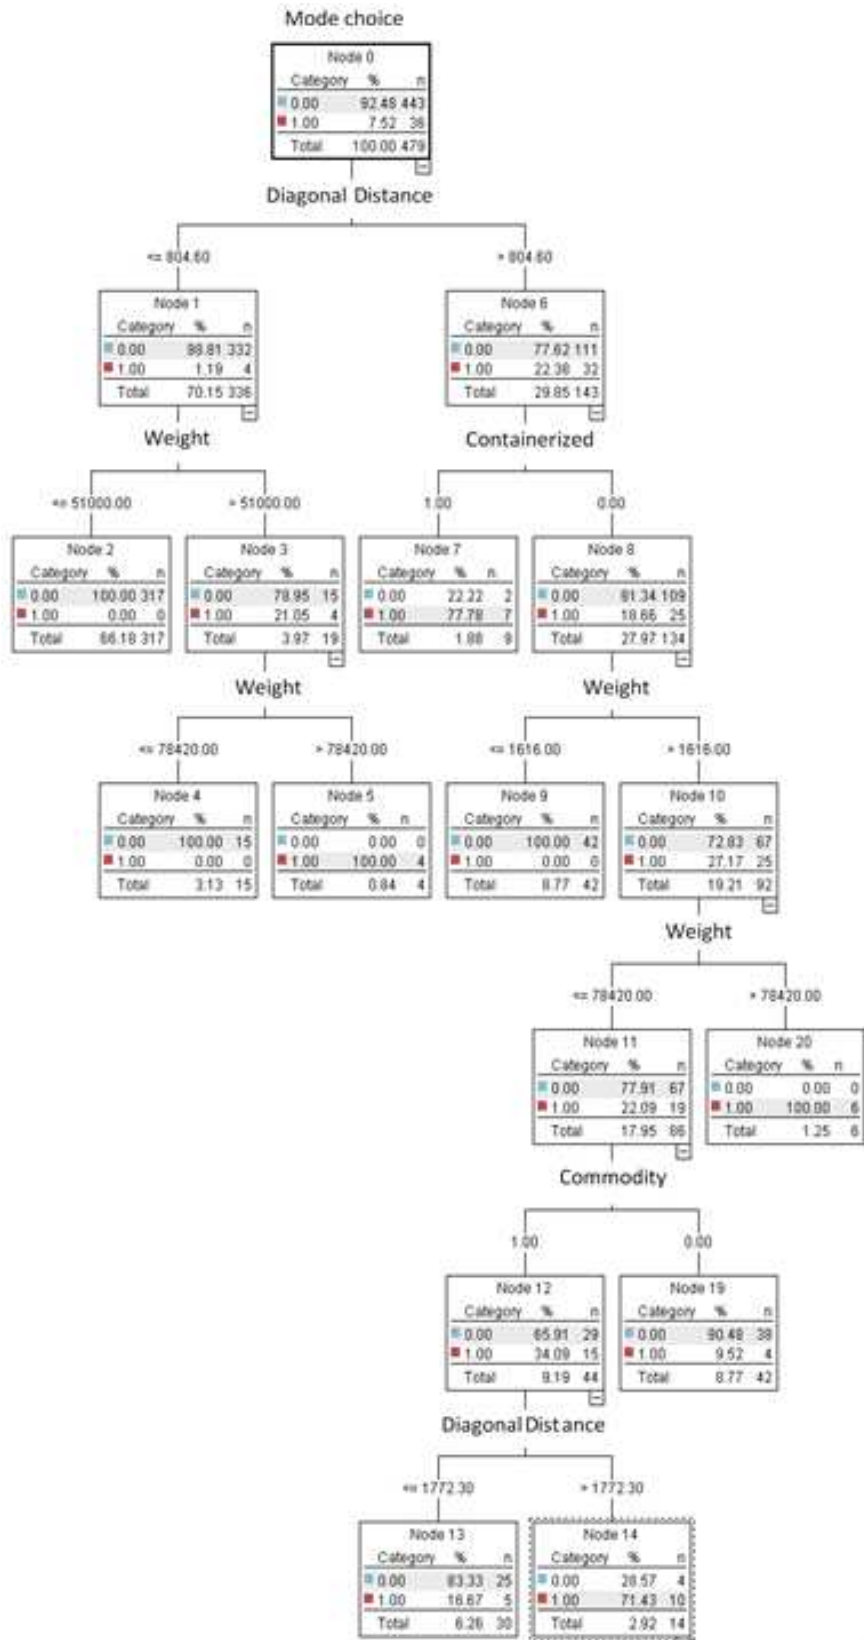 Mode choice
Node 0
Category % n
0.00 92.48 443
1.00 7.52 36
Total 100.00 479
Diagonal Distance
<= 804.60 > 804.60
Node 1
Category % n
0.00 98.81 332
1.00 1.19 4
Total 70.15 336
Node 6
Category % n
0.00 77.62 111
1.00 22.38 32
Total 29.85 143
Weight
Containerized
<= 51000.00 > 51000.00
1.00 0.00
Node 2
Category % n
0.00 100.00 317
1.00 0.00 0
Total 66.18 317
Node 3
Category % n
0.00 78.95 15
1.00 21.05 4
Total 3.97 19
Node 7
Category % n
0.00 22.22 2
1.00 77.78 7
Total 1.88 9
Node 8
Category % n
0.00 81.34 109
1.00 18.66 25
Total 27.97 134
Weight
Weight
<= 78420.00 > 78420.00
<= 1616.00 > 1616.00
Node 4
Category % n
0.00 100.00 15
1.00 0.00 0
Total 3.13 15
Node 5
Category % n
0.00 0.00 0
1.00 100.00 4
Total 0.84 4
Node 9
Category % n
0.00 100.00 42
1.00 0.00 0
Total 8.77 42
Node 10
Category % n
0.00 72.83 67
1.00 27.17 25
Total 19.21 92
Weight
<= 78420.00 > 78420.00
Node 11
Category % n
0.00 77.91 67
1.00 22.09 19
Total 17.95 86
Node 20
Category % n
0.00 0.00 0
1.00 100.00 6
Total 1.25 6
Commodity
1.00 0.00
Node 12
Category % n
0.00 65.91 29
1.00 34.09 15
Total 9.19 44
Node 19
Category % n
0.00 90.48 38
1.00 9.52 4
Total 8.77 42
Diagonal Distance
<= 1772.30 > 1772.30
Node 13
Category % n
0.00 83.33 25
1.00 16.67 5
Total 6.26 30
Node 14
Category % n
0.00 28.57 4
1.00 71.43 10
Total 2.92 14